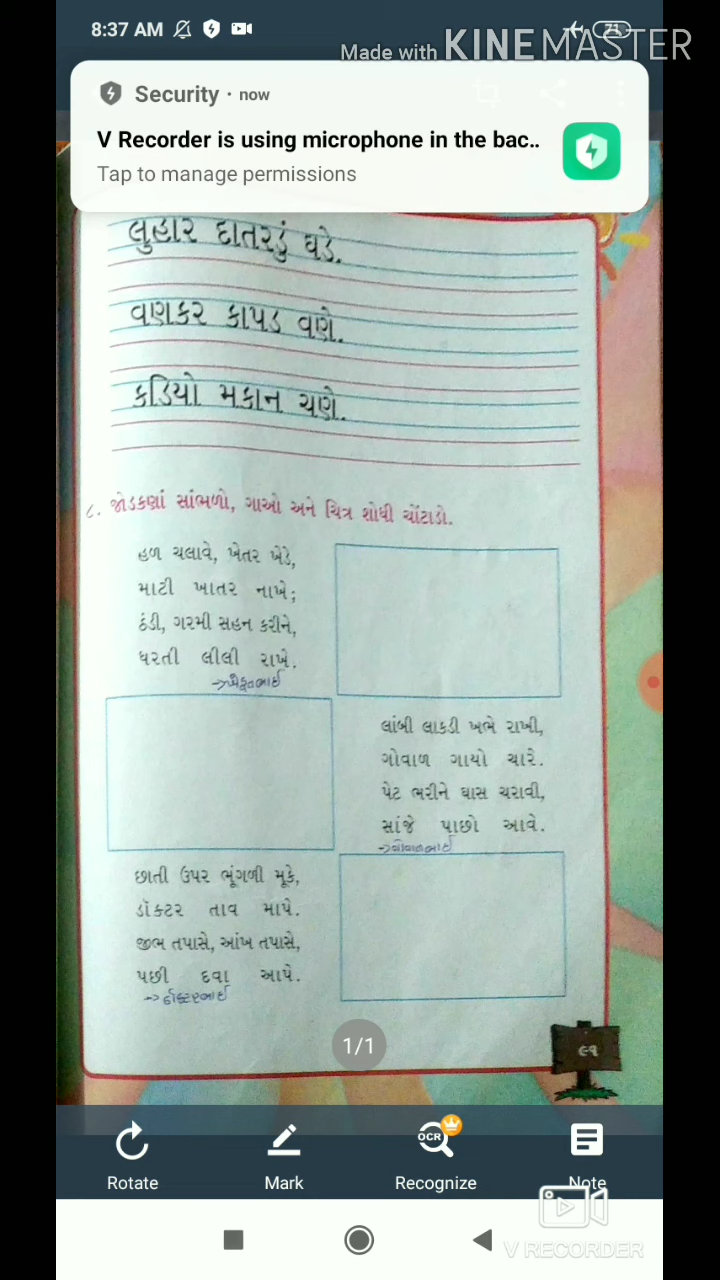 8:37 AM
71
Made with KINEMASTER
Security · now
V Recorder is using microphone in the bac...
Tap to manage permissions
લુહાર દાતરડું ઘડે.
વણકર કાપડ વણે.
કડિયો મકાન ચણે.
૮. જોડકણાં સાંભળો, ગાઓ અને ચિત્ર શોધી ચોંટાડો.
હળ ચલાવે, ખેતર ખેડે,
માટી ખાતર નાખે;
ઠંડી, ગરમી સહન કરીને,
ધરતી લીલી રાખે.
→ખેડૂતભાઈ
લાંબી લાકડી ખભે રાખી,
ગોવાળ ગાયો ચારે.
પેટ ભરીને ઘાસ ચરાવી,
સાંજે પાછો આવે.
→ગોવાળભાઈ
છાતી ઉપર ભૂંગળી મૂકે,
ડૉક્ટર તાવ માપે.
જીભ તપાસે, આંખ તપાસે,
પછી દવા આપે.
→ડોક્ટરભાઈ
1/1
૯૧
OCR
Rotate Mark Recognize Note
V RECORDER